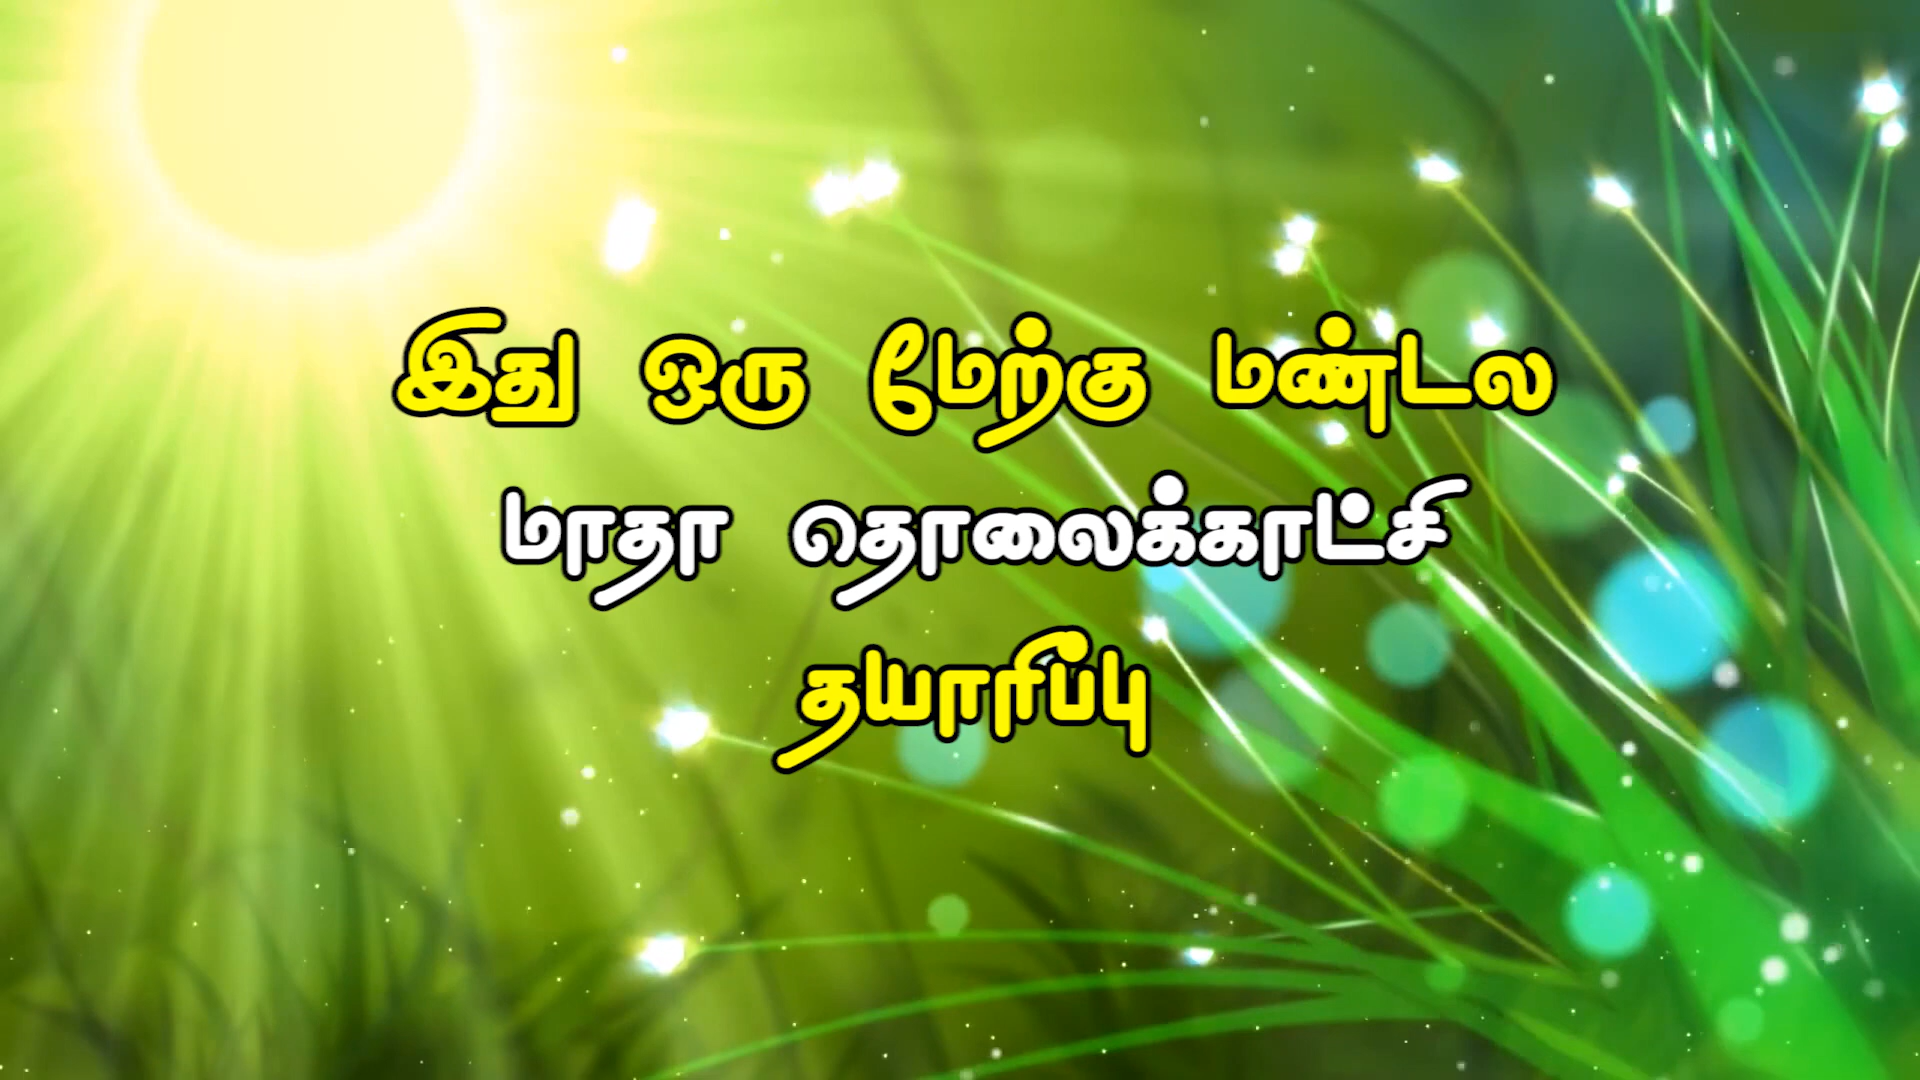 இது ஒரு மேற்கு மண்டல
மாதா தொலைக்காட்சி
தயாரிப்பு